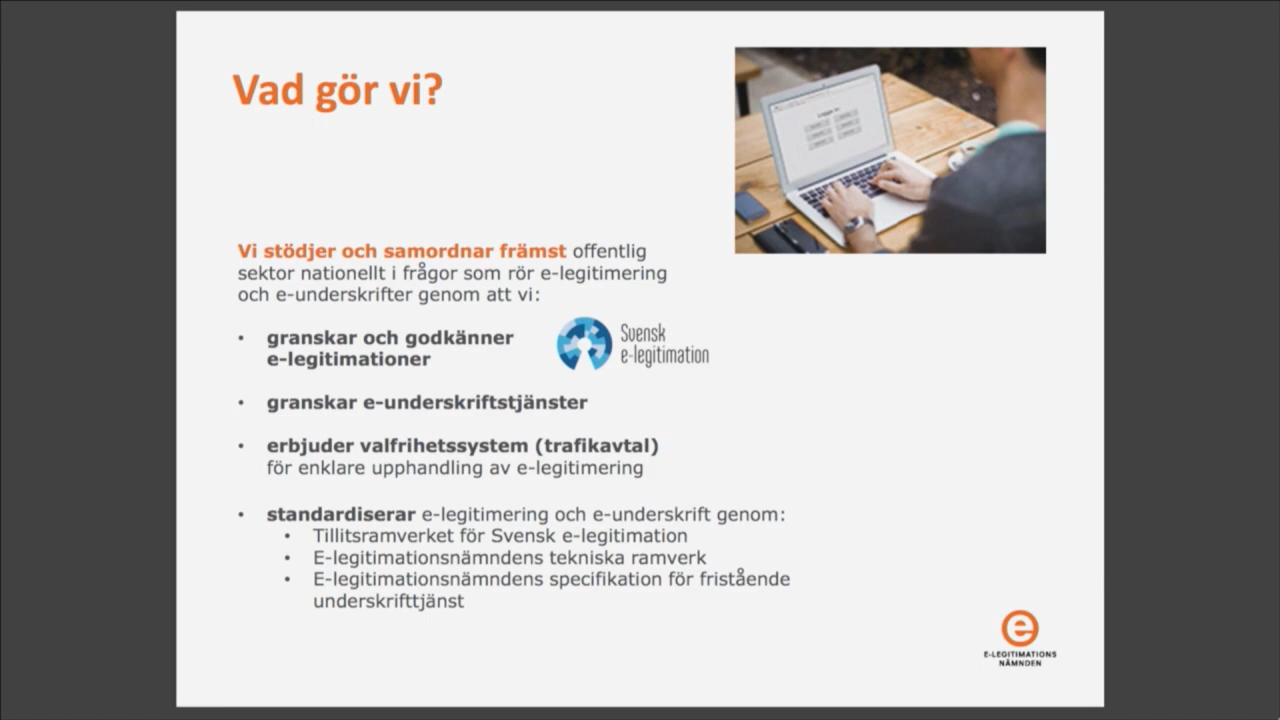 Vad gör vi?
Vi stödjer och samordnar främst offentlig
sektor nationellt i frågor som rör e-legitimering
och e-underskrifter genom att vi:
• granskar och godkänner
e-legitimationer
Svensk
e-legitimation
• granskar e-underskriftstjänster
• erbjuder valfrihetssystem (trafikavtal)
för enklare upphandling av e-legitimering
• standardiserar e-legitimering och e-underskrift genom:
• Tillitsramverket för Svensk e-legitimation
• E-legitimationsnämndens tekniska ramverk
• E-legitimationsnämndens specifikation för fristående
underskrifttjänst
e
E-LEGITIMATIONS
NÄMNDEN